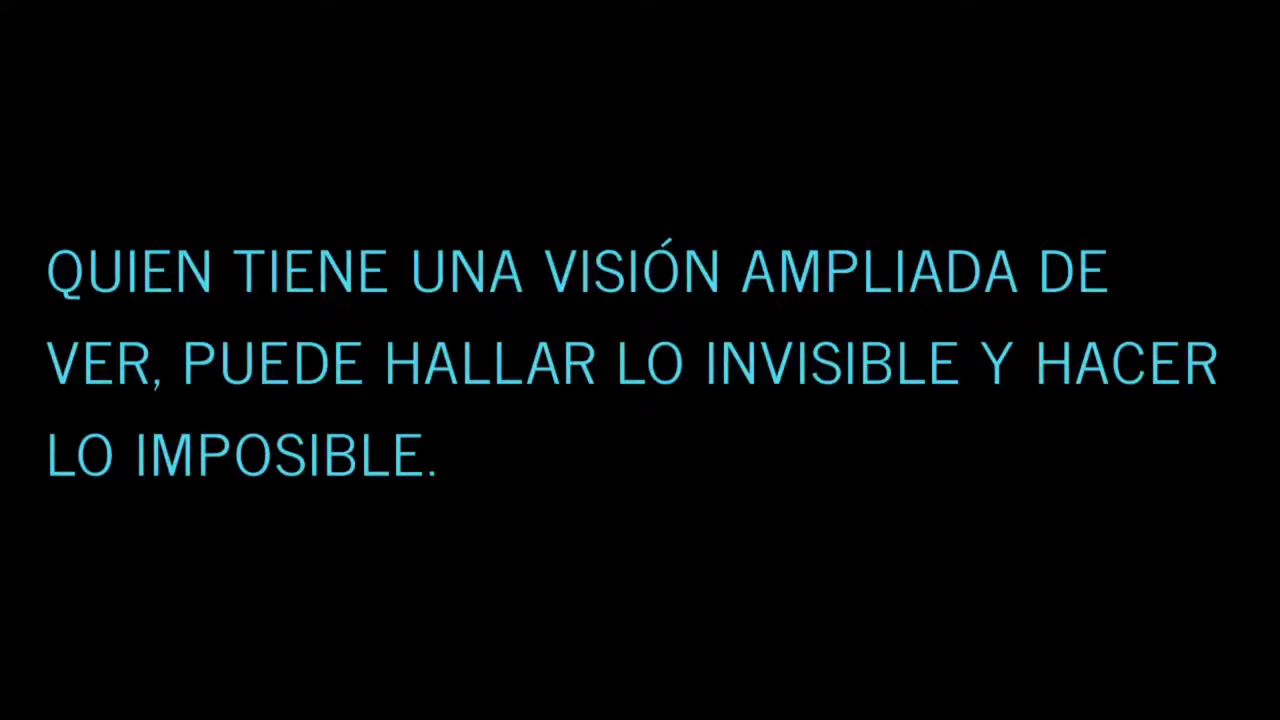 QUIEN TIENE UNA VISIÓN AMPLIADA DE
VER, PUEDE HALLAR LO INVISIBLE Y HACER
LO IMPOSIBLE.